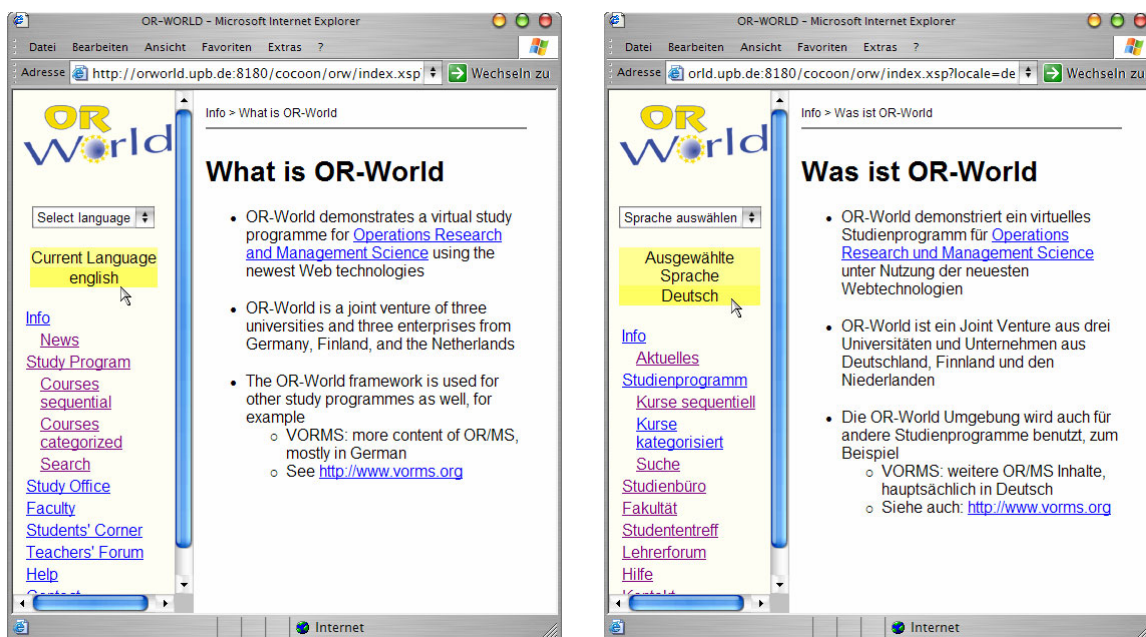 OR-WORLD – Microsoft Internet Explorer
Datei Bearbeiten Ansicht Favoriten Extras ?
Adresse http://orworld.upb.de:8180/cocoon/orw/index.xsp Wechseln zu
OR
World
Select language
Current Language
english
Info
News
Study Program
Courses
sequential
Courses
categorized
Search
Study Office
Faculty
Students' Corner
Teachers' Forum
Help
Contact
Info > What is OR-World
What is OR-World
• OR-World demonstrates a virtual study
programme for Operations Research
and Management Science using the
newest Web technologies
• OR-World is a joint venture of three
universities and three enterprises from
Germany, Finland, and the Netherlands
• The OR-World framework is used for
other study programmes as well, for
example
○ VORMS: more content of OR/MS,
mostly in German
○ See http://www.vorms.org
Internet
OR-WORLD – Microsoft Internet Explorer
Datei Bearbeiten Ansicht Favoriten Extras ?
Adresse orld.upb.de:8180/cocoon/orw/index.xsp?locale=de Wechseln zu
OR
World
Sprache auswählen
Ausgewählte
Sprache
Deutsch
Info
Aktuelles
Studienprogramm
Kurse sequentiell
Kurse
kategorisiert
Suche
Studienbüro
Fakultät
Studententreff
Lehrerforum
Hilfe
Kontakt
Info > Was ist OR-World
Was ist OR-World
• OR-World demonstriert ein virtuelles
Studienprogramm für Operations
Research und Management Science
unter Nutzung der neuesten
Webtechnologien
• OR-World ist ein Joint Venture aus drei
Universitäten und Unternehmen aus
Deutschland, Finnland und den
Niederlanden
• Die OR-World Umgebung wird auch für
andere Studienprogramme benutzt, zum
Beispiel
○ VORMS: weitere OR/MS Inhalte,
hauptsächlich in Deutsch
○ Siehe auch: http://www.vorms.org
Internet